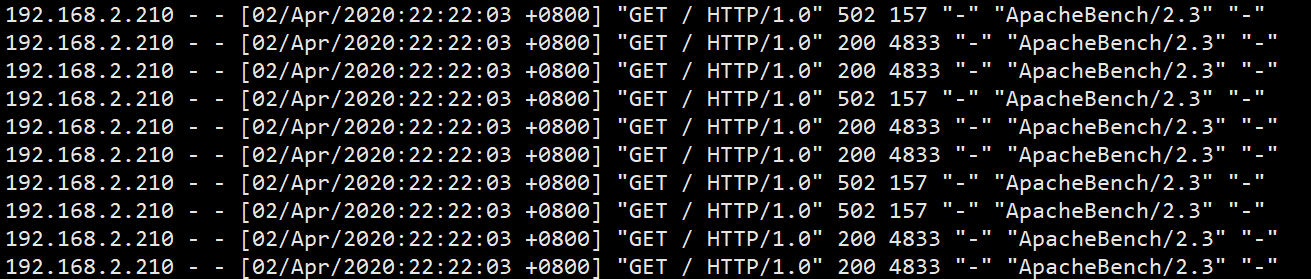 192.168.2.210 - - [02/Apr/2020:22:22:03 +0800] "GET / HTTP/1.0" 502 157 "-" "ApacheBench/2.3" "-"
192.168.2.210 - - [02/Apr/2020:22:22:03 +0800] "GET / HTTP/1.0" 200 4833 "-" "ApacheBench/2.3" "-"
192.168.2.210 - - [02/Apr/2020:22:22:03 +0800] "GET / HTTP/1.0" 200 4833 "-" "ApacheBench/2.3" "-"
192.168.2.210 - - [02/Apr/2020:22:22:03 +0800] "GET / HTTP/1.0" 502 157 "-" "ApacheBench/2.3" "-"
192.168.2.210 - - [02/Apr/2020:22:22:03 +0800] "GET / HTTP/1.0" 200 4833 "-" "ApacheBench/2.3" "-"
192.168.2.210 - - [02/Apr/2020:22:22:03 +0800] "GET / HTTP/1.0" 200 4833 "-" "ApacheBench/2.3" "-"
192.168.2.210 - - [02/Apr/2020:22:22:03 +0800] "GET / HTTP/1.0" 502 157 "-" "ApacheBench/2.3" "-"
192.168.2.210 - - [02/Apr/2020:22:22:03 +0800] "GET / HTTP/1.0" 502 157 "-" "ApacheBench/2.3" "-"
192.168.2.210 - - [02/Apr/2020:22:22:03 +0800] "GET / HTTP/1.0" 200 4833 "-" "ApacheBench/2.3" "-"
192.168.2.210 - - [02/Apr/2020:22:22:03 +0800] "GET / HTTP/1.0" 200 4833 "-" "ApacheBench/2.3" "-"